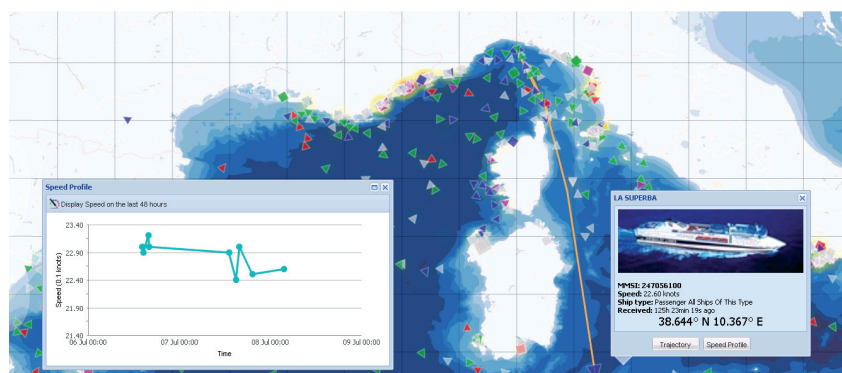 Speed Profile
Display Speed on the last 48 hours
23.40
22.90
22.40
21.90
21.40
Speed (0.1 knots)
06 Jul 00:00 07 Jul 00:00 08 Jul 00:00 09 Jul 00:00
Time
LA SUPERBA
MMSI: 247056100
Speed: 22.60 knots
Ship type: Passenger All Ships Of This Type
Received: 125h 23min 19s ago
38.644° N 10.367° E
Trajectory Speed Profile